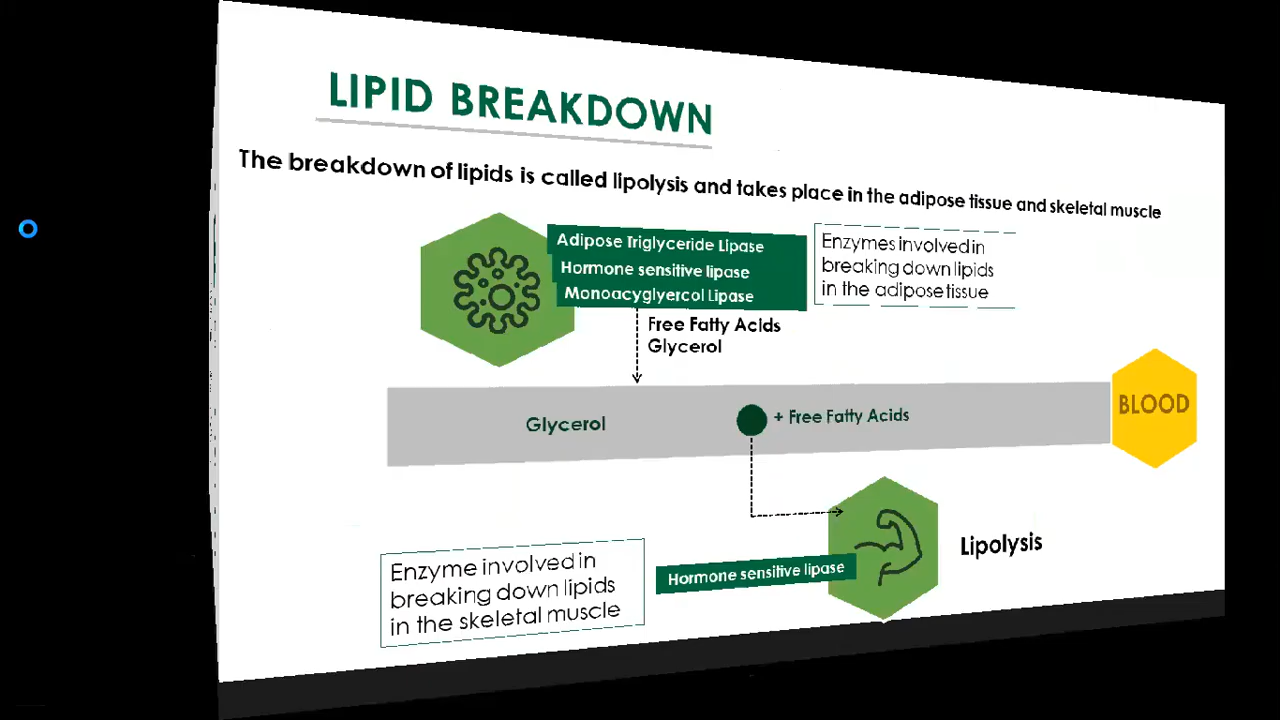 LIPID BREAKDOWN
The breakdown of lipids is called lipolysis and takes place in the adipose tissue and skeletal muscle
Adipose Triglyceride Lipase
Hormone sensitive lipase
Monoacyglyercol Lipase
Enzymes involved in
breaking down lipids
in the adipose tissue
Free Fatty Acids
Glycerol
Glycerol
+ Free Fatty Acids
BLOOD
Lipolysis
Hormone sensitive lipase
Enzyme involved in
breaking down lipids
in the skeletal muscle